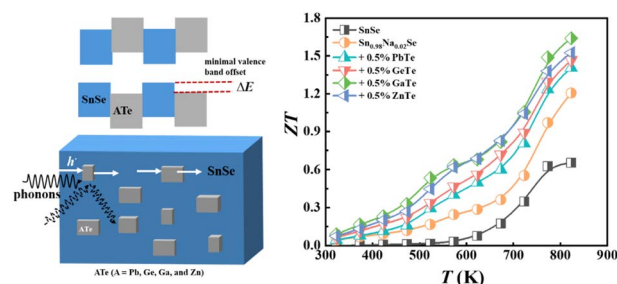 minimal valence
band offset
SnSe
ATe
ΔE
h
SnSe
phonons
ATe
ATe (A = Pb, Ge, Ga, and Zn)
1.8
1.5
1.2
0.9
0.6
0.3
0.0
ZT
SnSe
Sn0.98Na0.02Se
+ 0.5% PbTe
+ 0.5% GeTe
+ 0.5% GaTe
+ 0.5% ZnTe
300 400 500 600 700 800 900
T (K)